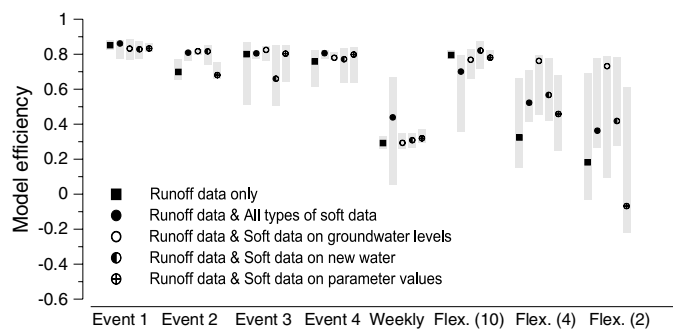 Model efficiency
1
0.8
0.6
0.4
0.2
0
-0.2
-0.4
-0.6
Runoff data only
Runoff data & All types of soft data
Runoff data & Soft data on groundwater levels
Runoff data & Soft data on new water
Runoff data & Soft data on parameter values
Event 1 Event 2 Event 3 Event 4 Weekly Flex. (10) Flex. (4) Flex. (2)